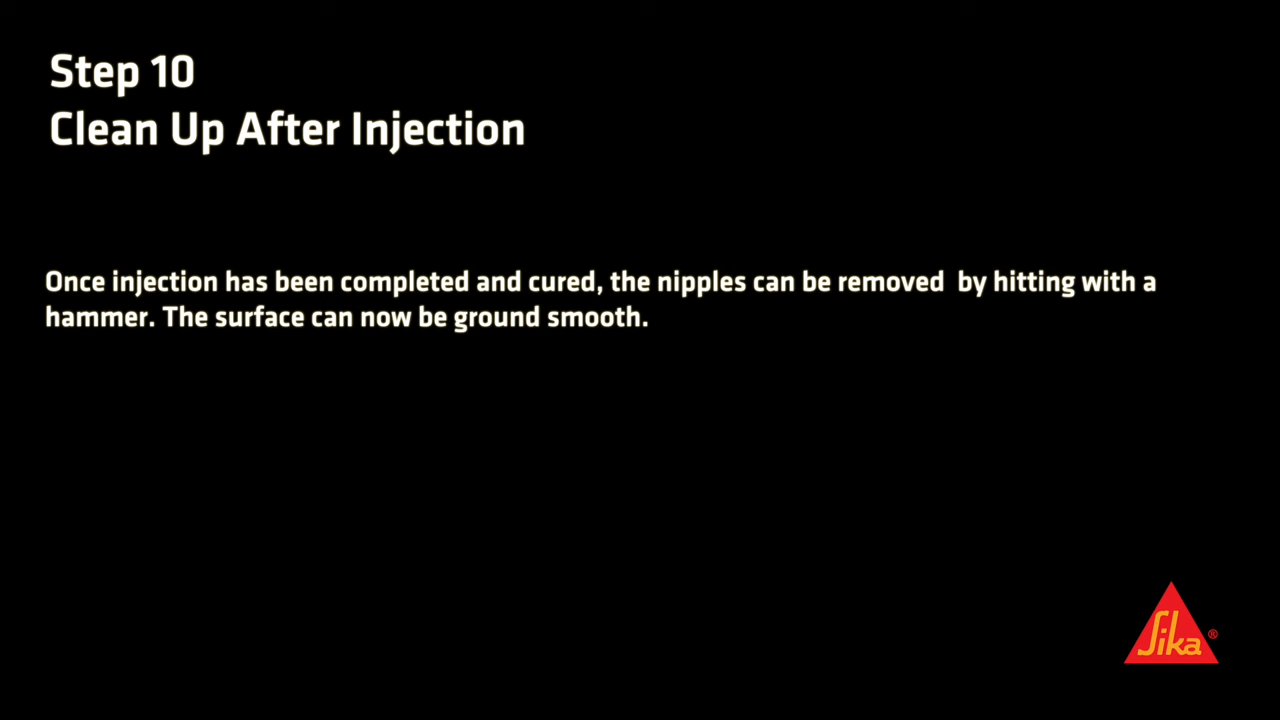 Step 10
Clean Up After Injection
Once injection has been completed and cured, the nipples can be removed  by hitting with a
hammer. The surface can now be ground smooth.
Sika®